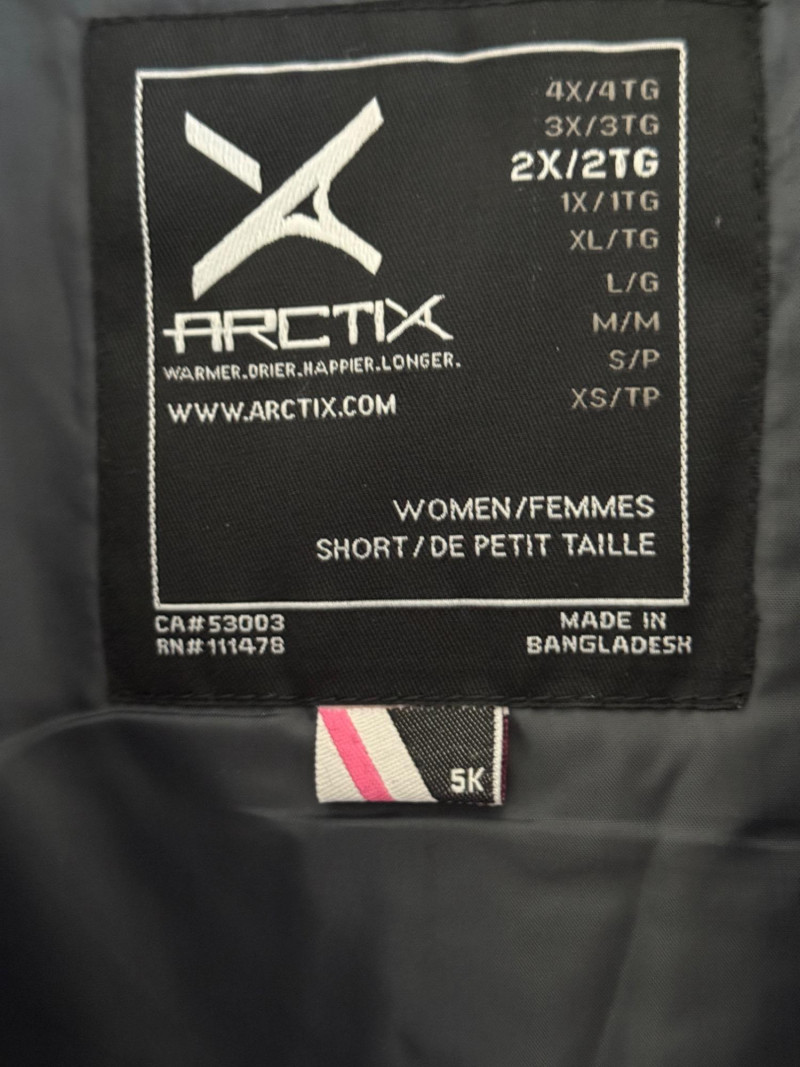 ARCTIX
WARMER.DRIER.HAPPIER.LONGER.
WWW.ARCTIX.COM
4X/4TG
3X/3TG
2X/2TG
1X/1TG
XL/TG
L/G
M/M
S/P
XS/TP
WOMEN/FEMMES
SHORT/DE PETIT TAILLE
CA#53003
RN#111478
MADE IN
BANGLADESH
5K